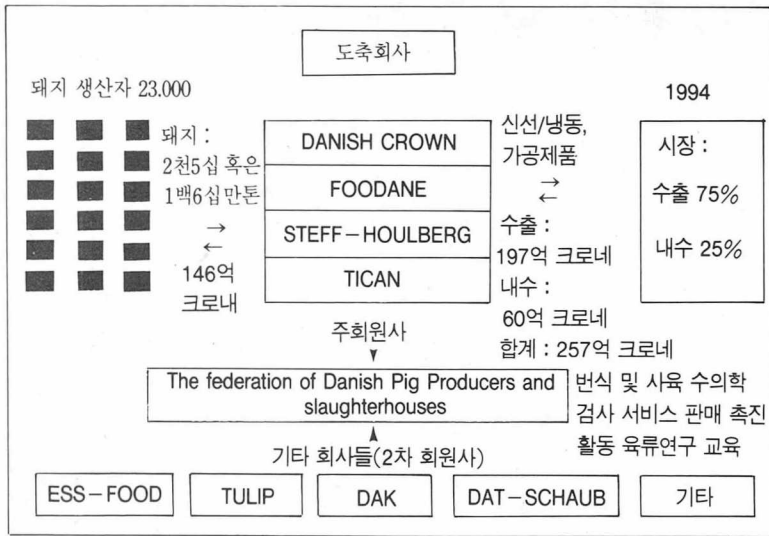 도축회사
돼지 생산자 23.000
1994
돼지 :
2천5십 혹은
1백6십만톤
→
←
146억
크로내
DANISH CROWN
FOODANE
STEFF-HOULBERG
TICAN
신선/냉동,
가공제품
→
←
수출 :
197억 크로네
내수 :
60억 크로네
합계 : 257억 크로네
시장 :
수출 75%
내수 25%
주회원사
The federation of Danish Pig Producers and
slaughterhouses
번식 및 사육 수의학
검사 서비스 판매 촉진
활동 육류연구 교육
기타 회사들(2차 회원사)
ESS-FOOD
TULIP
DAK
DAT-SCHAUB
기타